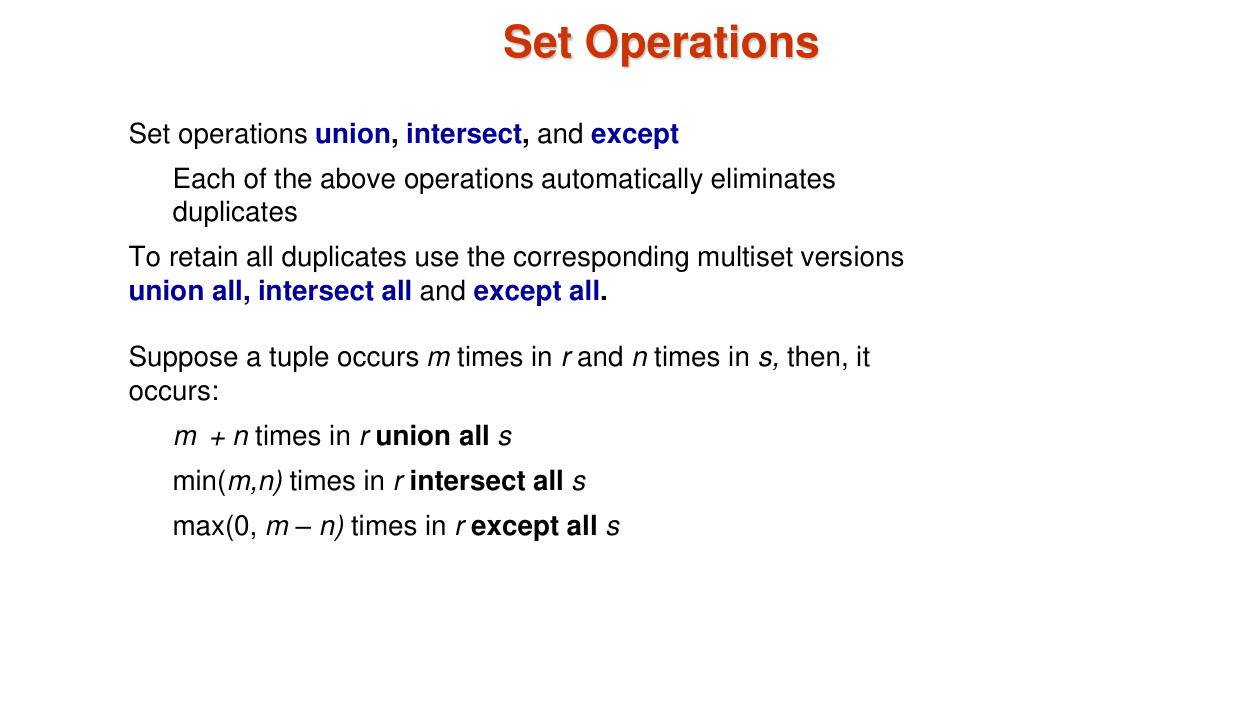 Set Operations
Set operations union, intersect, and except
Each of the above operations automatically eliminates
duplicates
To retain all duplicates use the corresponding multiset versions
union all, intersect all and except all.
Suppose a tuple occurs m times in r and n times in s, then, it
occurs:
m + n times in r union all s
min(m,n) times in r intersect all s
max(0, m – n) times in r except all s